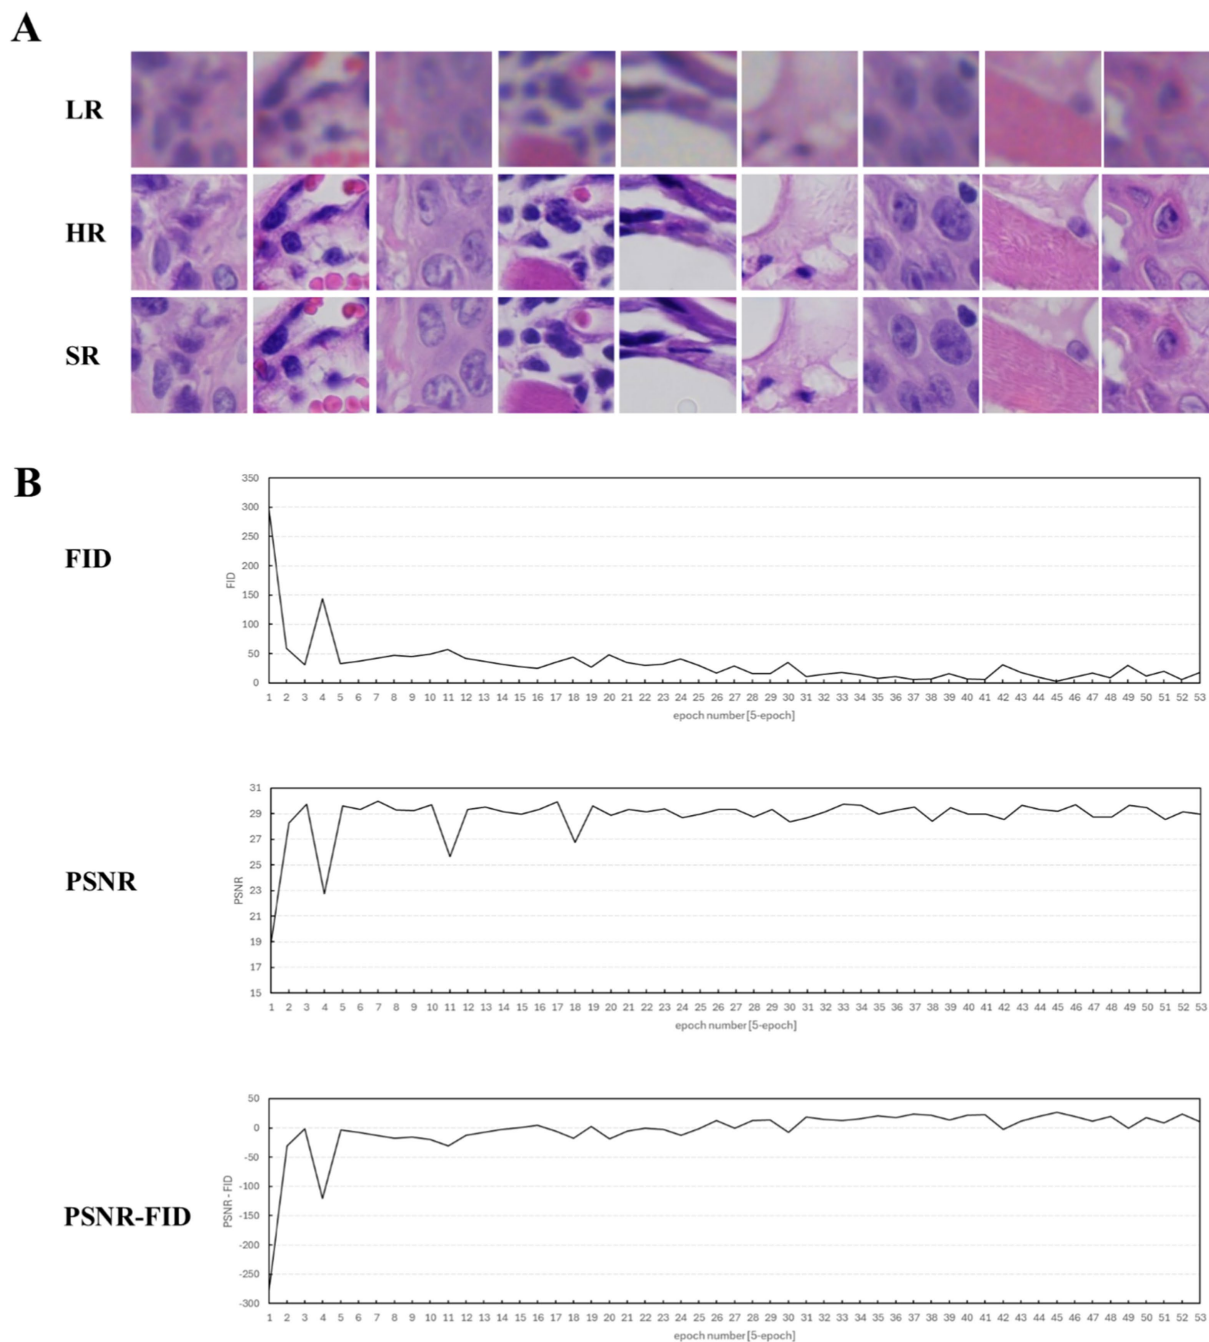 A
LR
HR
SR
B
FID
350
300
250
200
150
100
50
0
FID
1 2 3 4 5 6 7 8 9 10 11 12 13 14 15 16 17 18 19 20 21 22 23 24 25 26 27 28 29 30 31 32 33 34 35 36 37 38 39 40 41 42 43 44 45 46 47 48 49 50 51 52 53
epoch number [5-epoch]
PSNR
31
29
27
25
23
21
19
17
15
PSNR
1 2 3 4 5 6 7 8 9 10 11 12 13 14 15 16 17 18 19 20 21 22 23 24 25 26 27 28 29 30 31 32 33 34 35 36 37 38 39 40 41 42 43 44 45 46 47 48 49 50 51 52 53
epoch number [5-epoch]
PSNR-FID
50
0
-50
-100
-150
-200
-250
-300
PSNR - FID
1 2 3 4 5 6 7 8 9 10 11 12 13 14 15 16 17 18 19 20 21 22 23 24 25 26 27 28 29 30 31 32 33 34 35 36 37 38 39 40 41 42 43 44 45 46 47 48 49 50 51 52 53
epoch number [5-epoch]